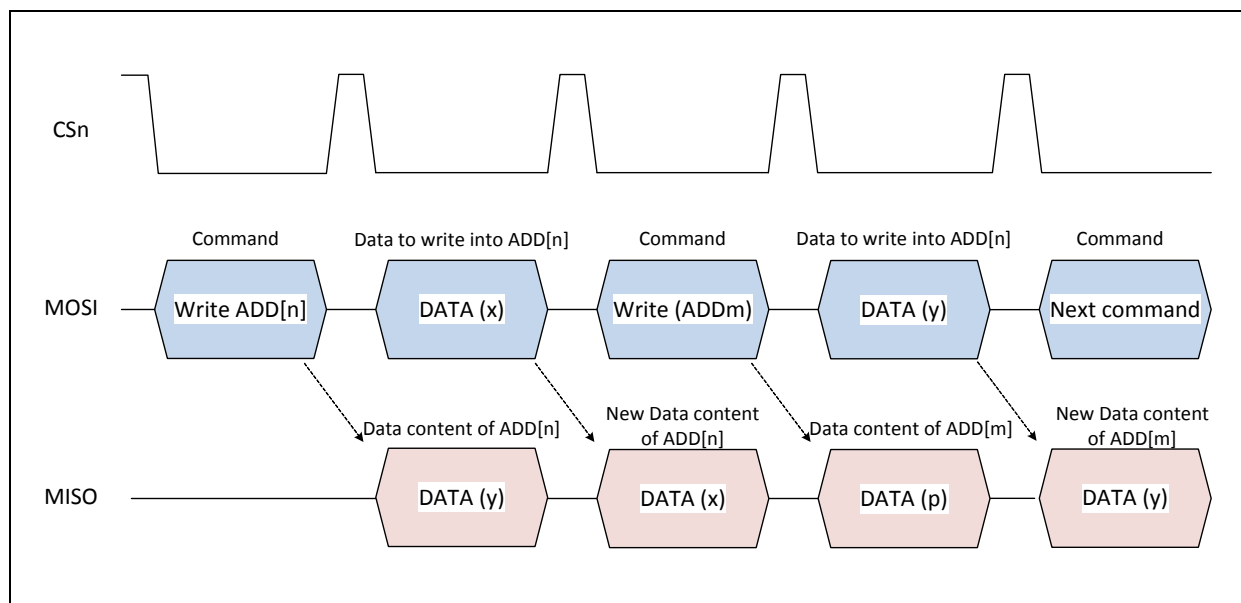 CSn
Command
Data to write into ADD[n]
Command
Data to write into ADD[n]
Command
MOSI
Write ADD[n]
DATA (x)
Write (ADDm)
DATA (y)
Next command
Data content of ADD[n]
New Data content
of ADD[n]
Data content of ADD[m]
New Data content
of ADD[m]
MISO
DATA (y)
DATA (x)
DATA (p)
DATA (y)